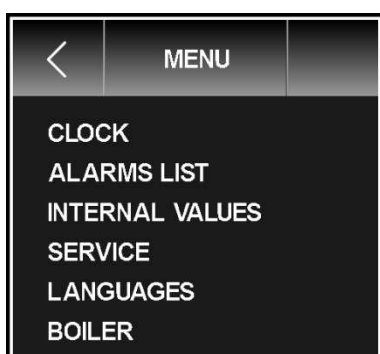 MENU
CLOCK
ALARMS LIST
INTERNAL VALUES
SERVICE
LANGUAGES
BOILER